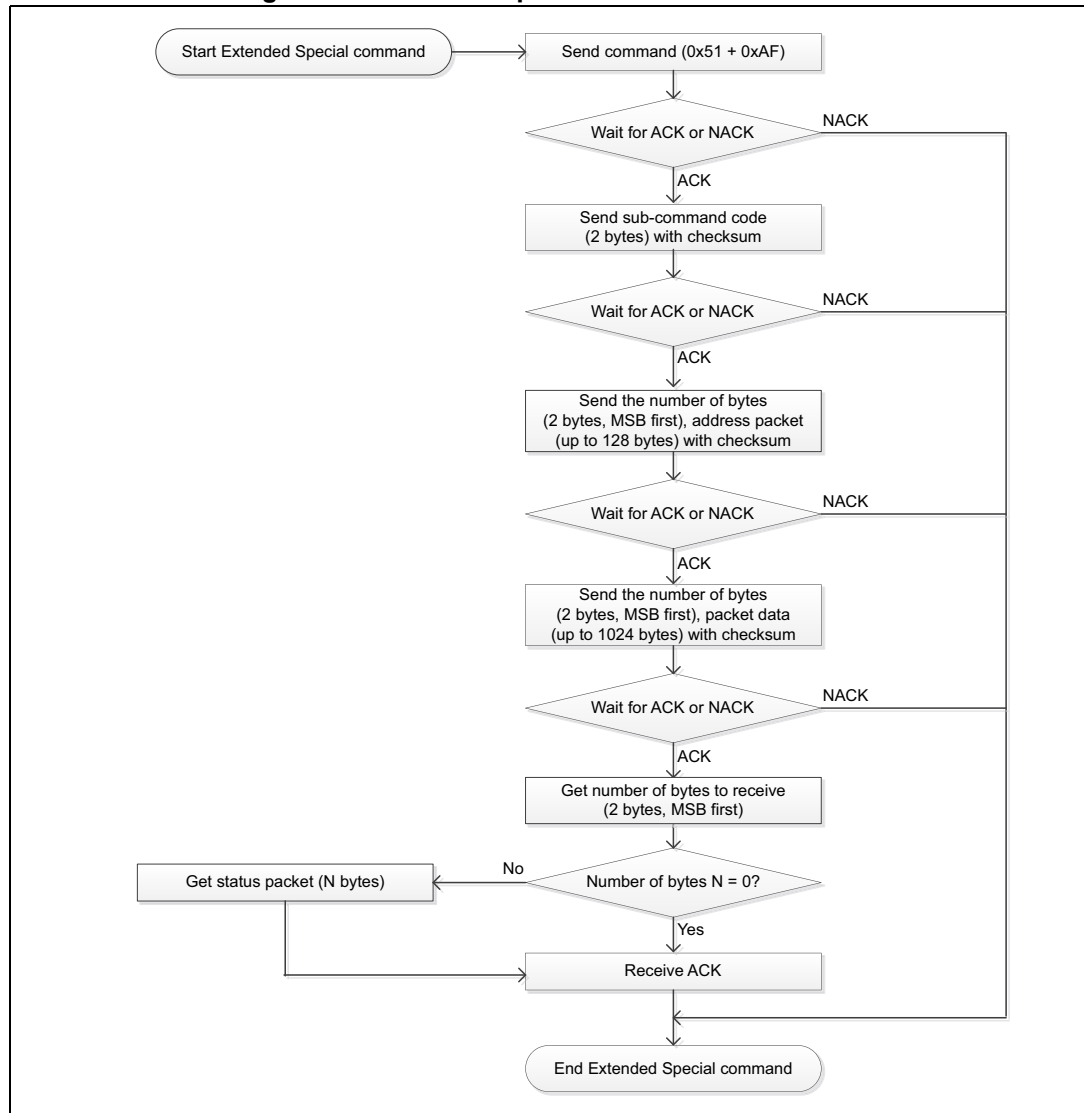 Start Extended Special command
Send command (0x51 + 0xAF)
Wait for ACK or NACK
NACK
ACK
Send sub-command code
(2 bytes) with checksum
Wait for ACK or NACK
NACK
ACK
Send the number of bytes
(2 bytes, MSB first), address packet
(up to 128 bytes) with checksum
Wait for ACK or NACK
NACK
ACK
Send the number of bytes
(2 bytes, MSB first), packet data
(up to 1024 bytes) with checksum
Wait for ACK or NACK
NACK
ACK
Get number of bytes to receive
(2 bytes, MSB first)
Number of bytes N = 0?
No
Get status packet (N bytes)
Yes
Receive ACK
End Extended Special command